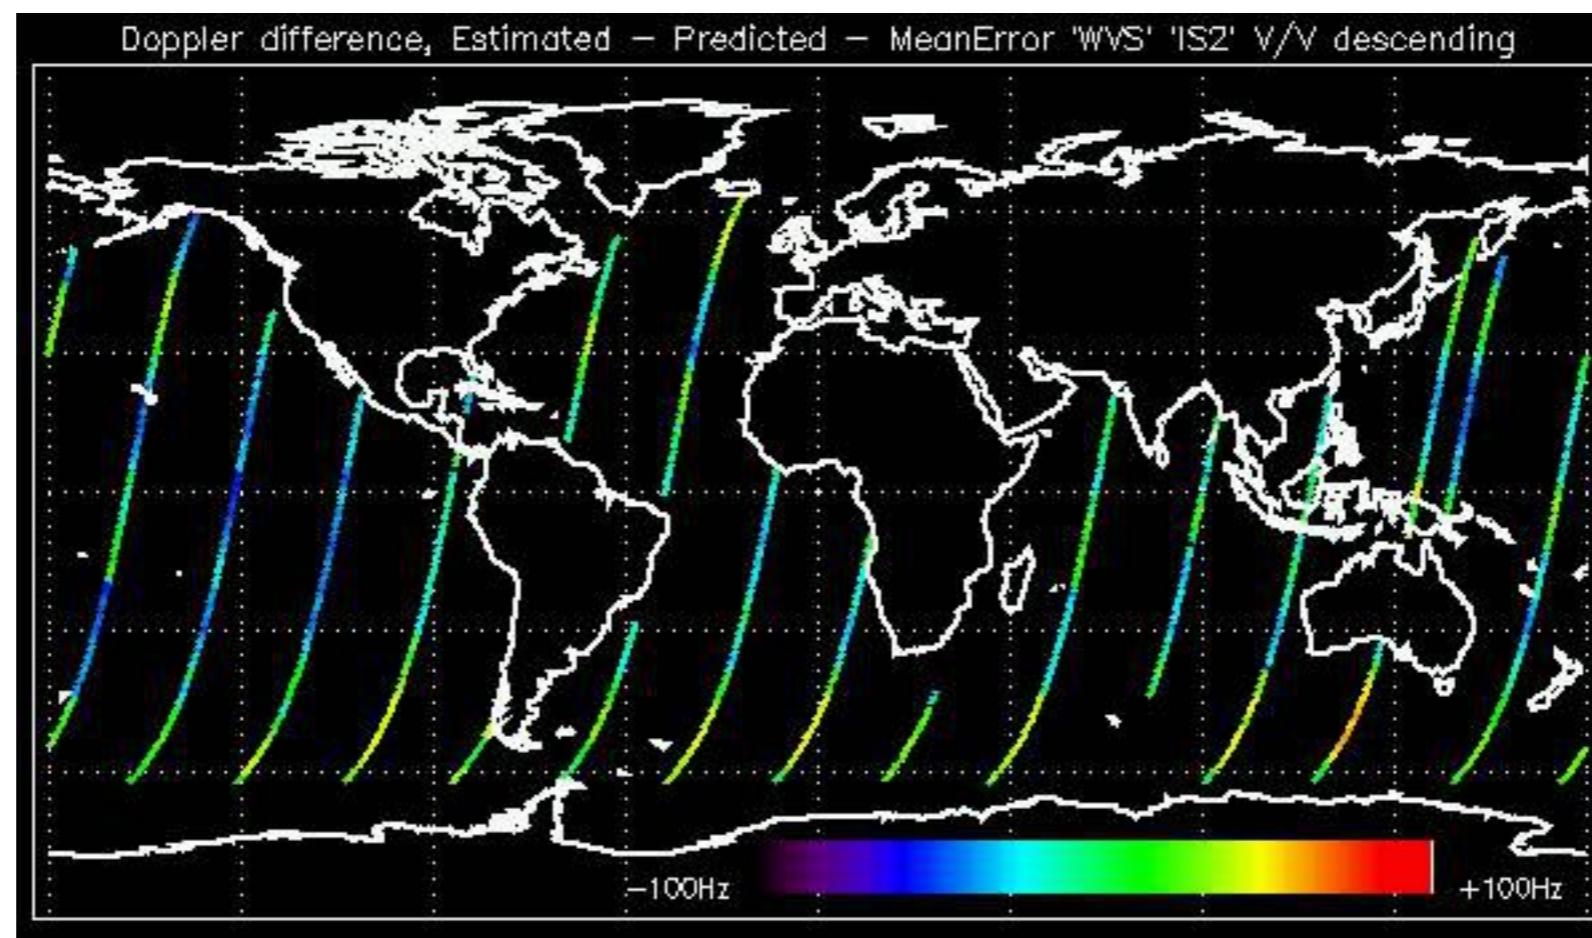 Doppler difference, Estimated − Predicted − MeanError 'WVS' 'IS2' V/V descending
−100Hz
+100Hz